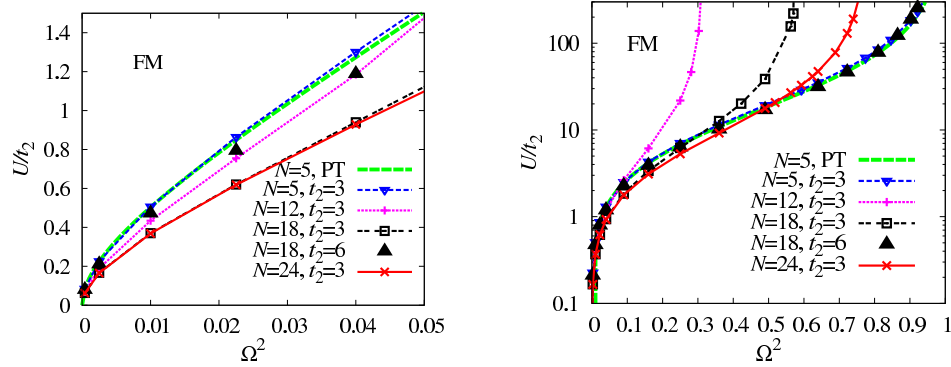 1.4
1.2
1
0.8
0.6
0.4
0.2
0
U/t₂
FM
N=5, PT
N=5, t₂=3
N=12, t₂=3
N=18, t₂=3
N=18, t₂=6
N=24, t₂=3
0 0.01 0.02 0.03 0.04 0.05
Ω²
100
10
1
0.1
U/t₂
FM
N=5, PT
N=5, t₂=3
N=12, t₂=3
N=18, t₂=3
N=18, t₂=6
N=24, t₂=3
0 0.1 0.2 0.3 0.4 0.5 0.6 0.7 0.8 0.9 1
Ω²